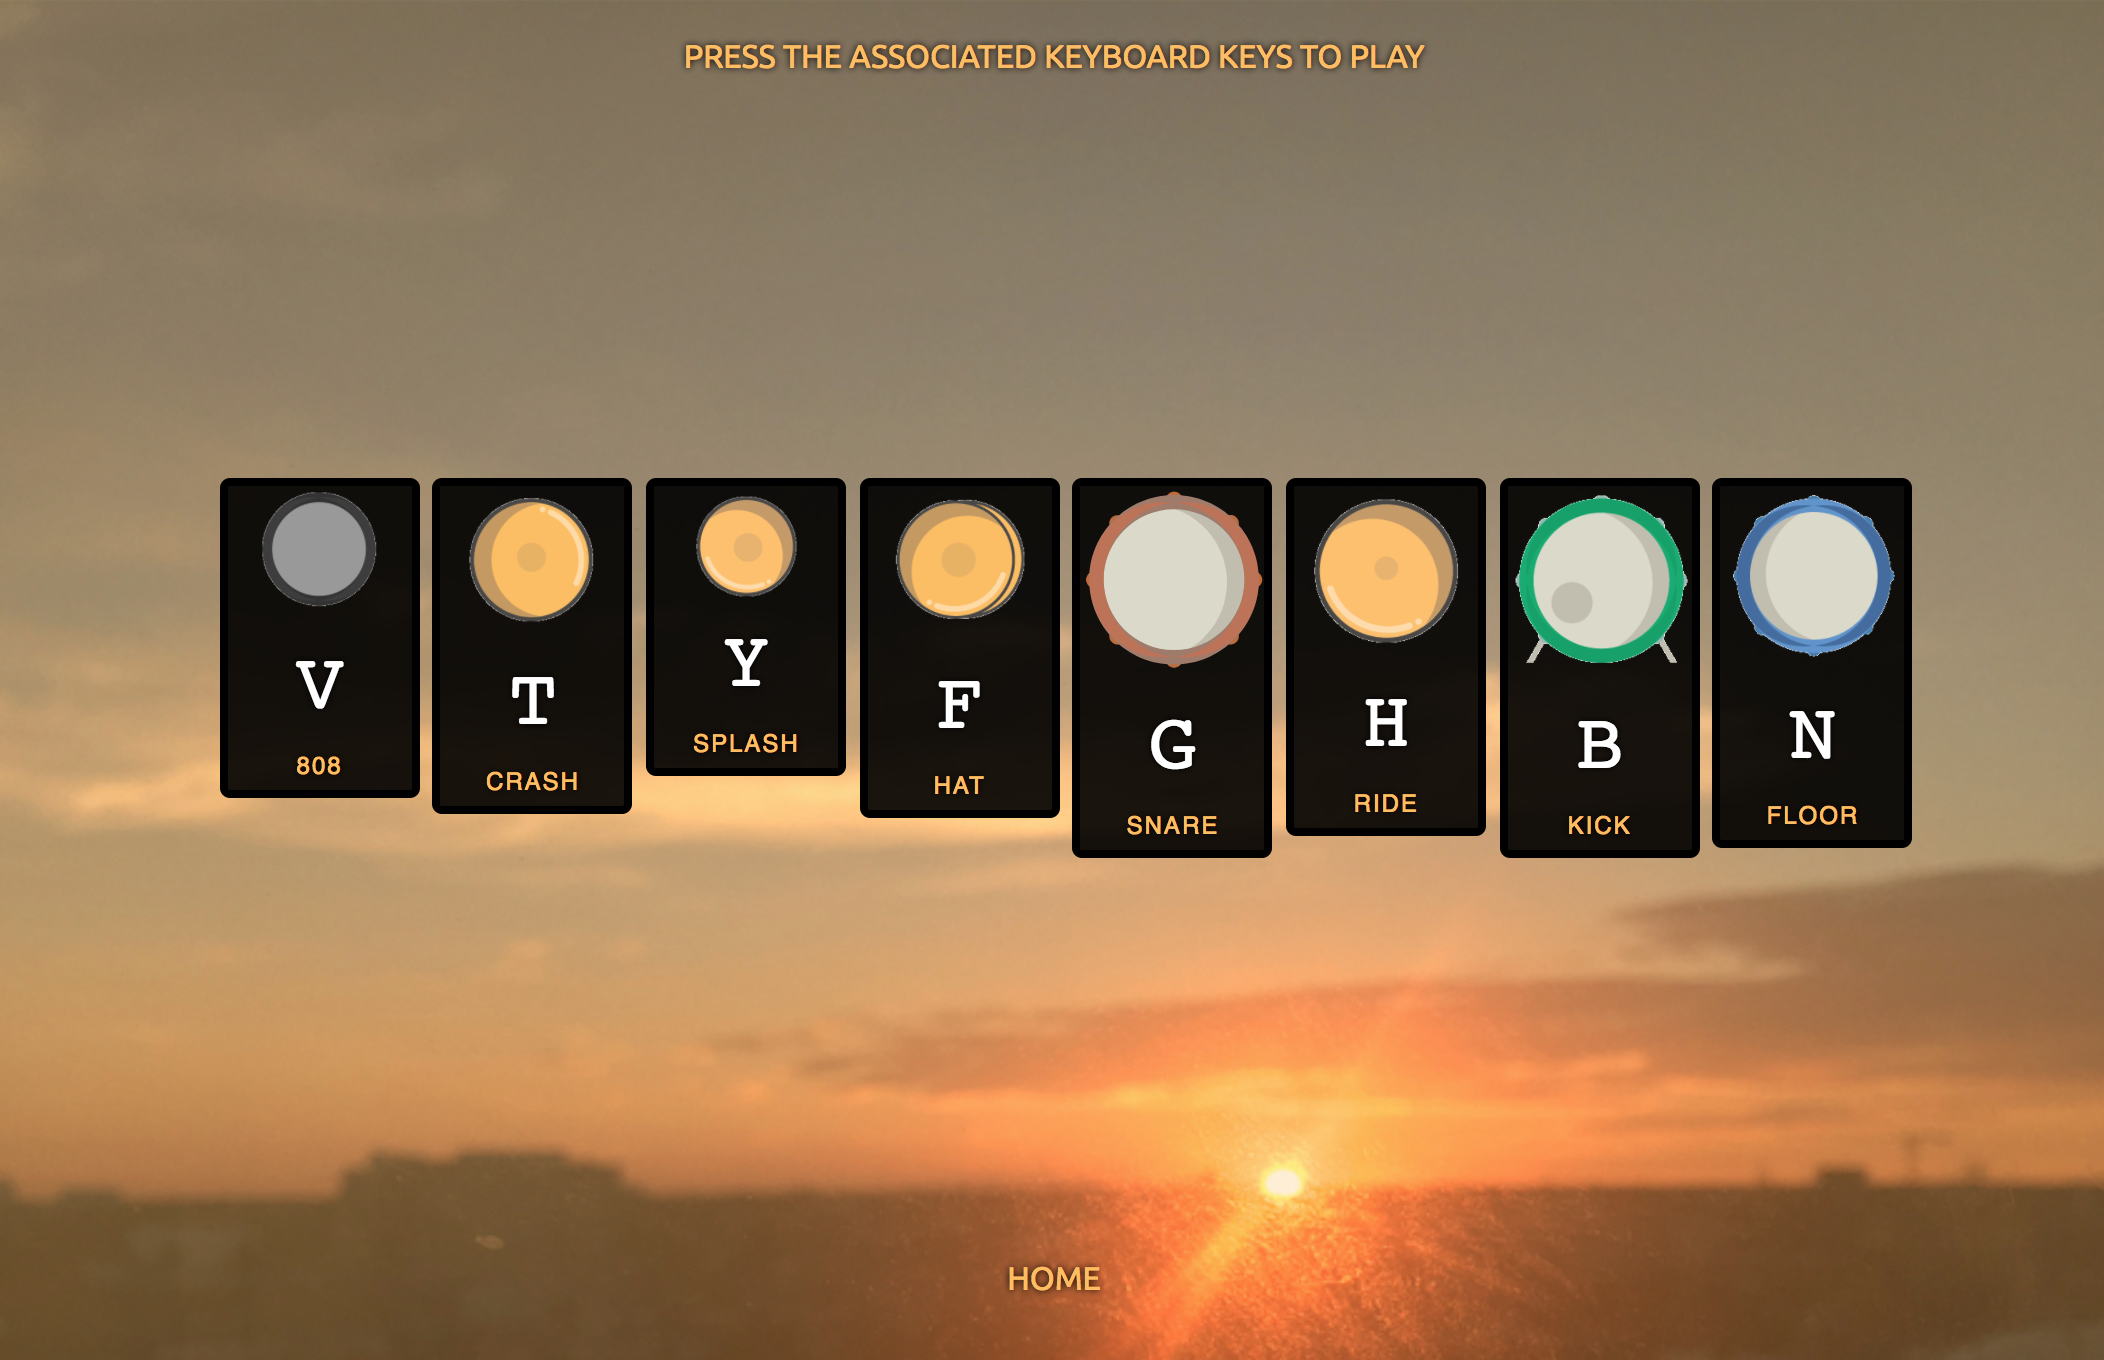 PRESS THE ASSOCIATED KEYBOARD KEYS TO PLAY
V
808
T
CRASH
Y
SPLASH
F
HAT
G
SNARE
H
RIDE
B
KICK
N
FLOOR
HOME